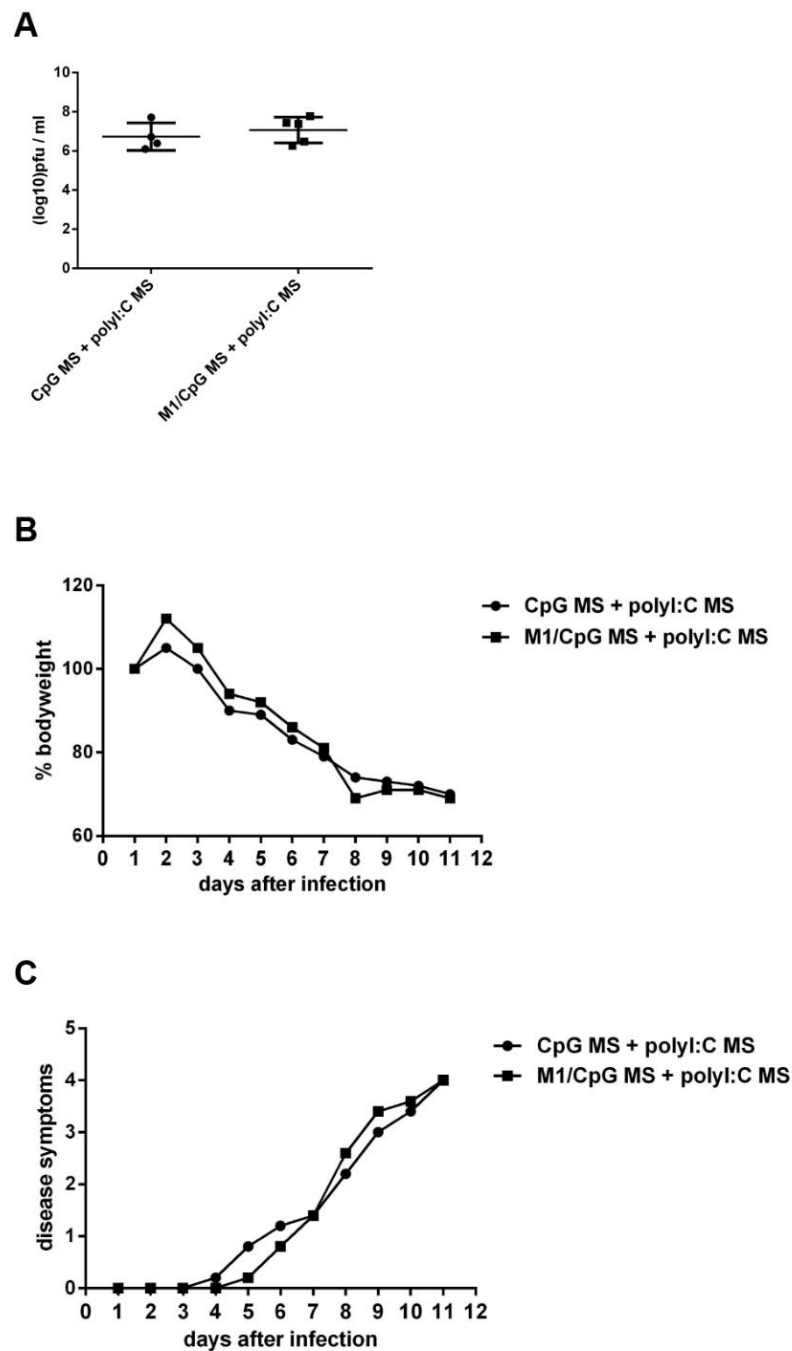 A
10
8
6
4
2
0
(log10)pfu / ml
CpG MS + polyI:C MS
M1/CpG MS + polyI:C MS
B
120
100
80
60
% bodyweight
0 1 2 3 4 5 6 7 8 9 10 11 12
days after infection
CpG MS + polyI:C MS
M1/CpG MS + polyI:C MS
C
5
4
3
2
1
0
disease symptoms
0 1 2 3 4 5 6 7 8 9 10 11 12
days after infection
CpG MS + polyI:C MS
M1/CpG MS + polyI:C MS